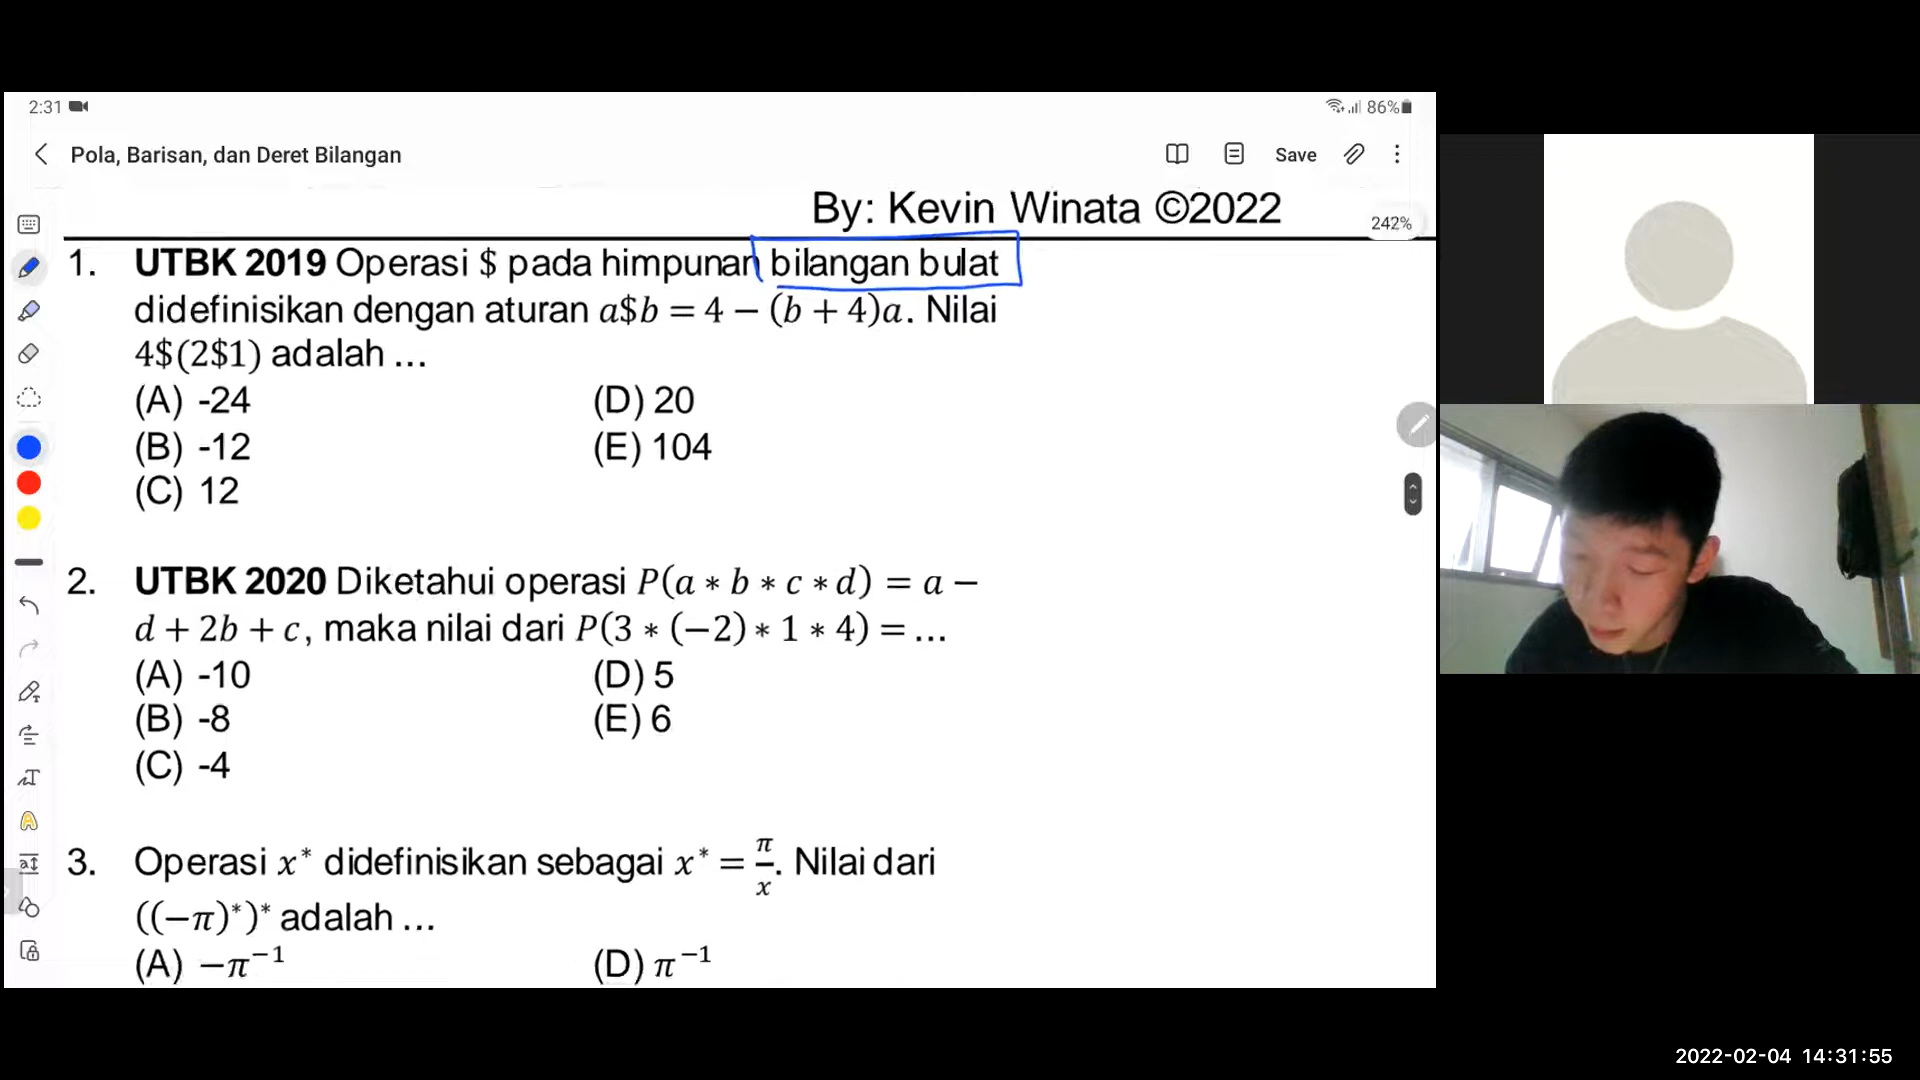 2:31
86%
Pola, Barisan, dan Deret Bilangan
Save
By: Kevin Winata ©2022
242%
1. UTBK 2019 Operasi $ pada himpunan bilangan bulat
didefinisikan dengan aturan a$b = 4 − (b + 4)a. Nilai
4$(2$1) adalah ...
(A) -24 (D) 20
(B) -12 (E) 104
(C) 12
2. UTBK 2020 Diketahui operasi P(a ∗ b ∗ c ∗ d) = a −
d + 2b + c, maka nilai dari P(3 ∗ (−2) ∗ 1 ∗ 4) = ...
(A) -10 (D) 5
(B) -8 (E) 6
(C) -4
3. Operasi x* didefinisikan sebagai x* = π/x. Nilai dari
((−π)*)* adalah ...
(A) −π⁻¹ (D) π⁻¹
2022-02-04 14:31:55